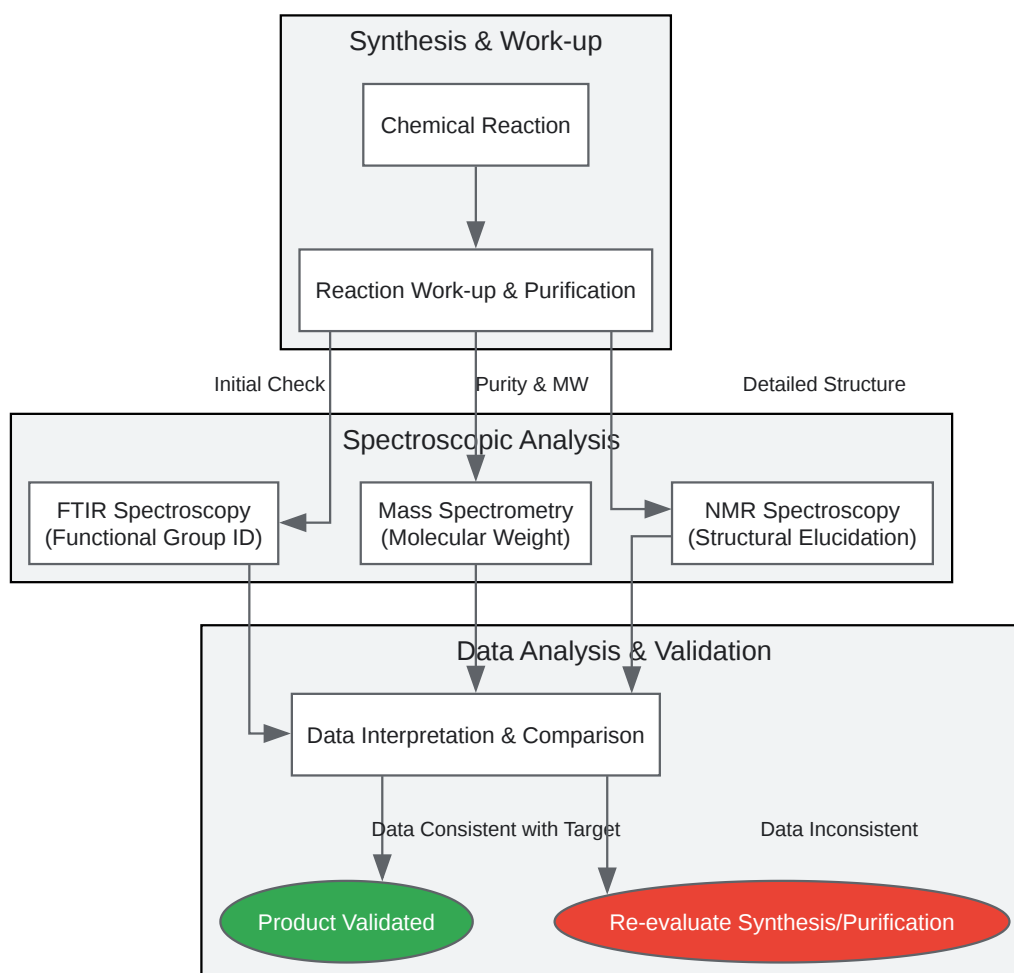 Synthesis & Work-up
Chemical Reaction
Reaction Work-up & Purification
Initial Check
Purity & MW
Detailed Structure
Spectroscopic Analysis
FTIR Spectroscopy
(Functional Group ID)
Mass Spectrometry
(Molecular Weight)
NMR Spectroscopy
(Structural Elucidation)
Data Analysis & Validation
Data Interpretation & Comparison
Data Consistent with Target
Data Inconsistent
Product Validated
Re-evaluate Synthesis/Purification